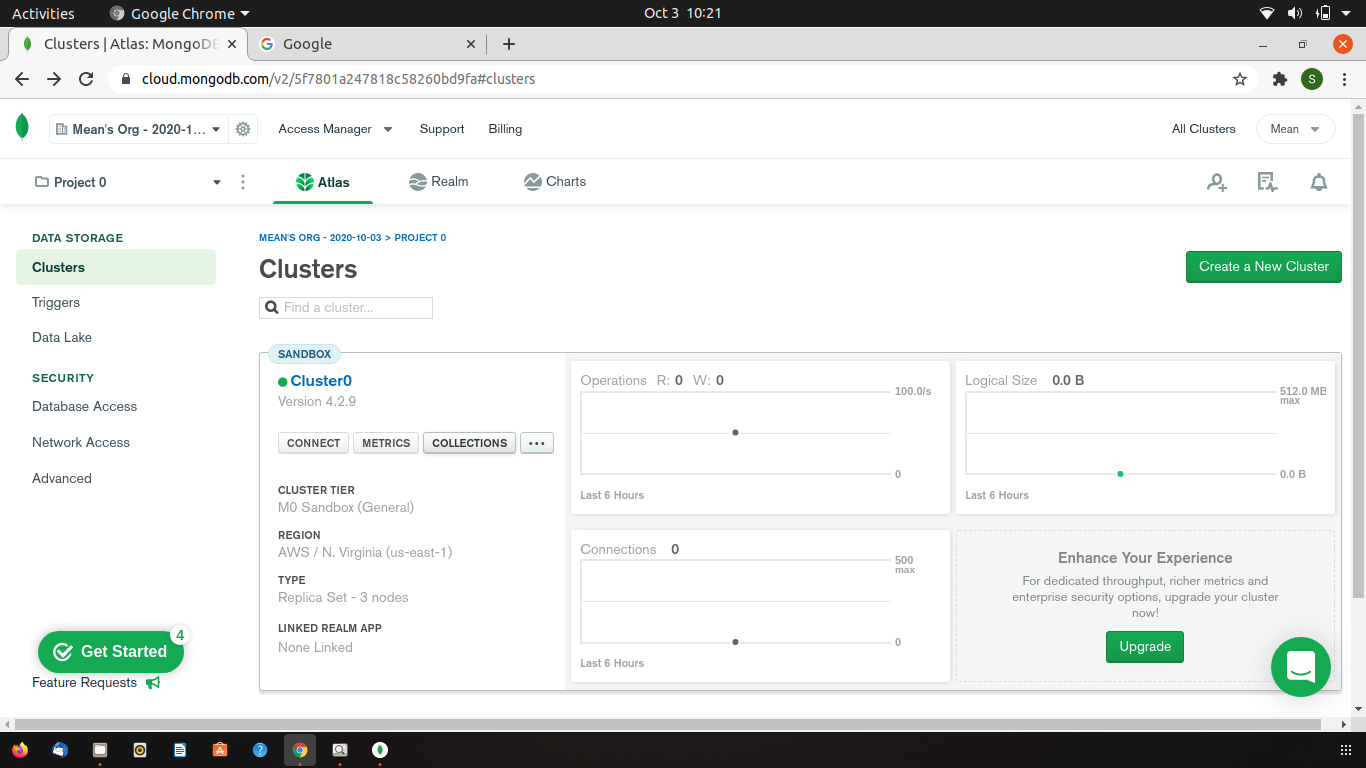 Activities
Google Chrome
Oct 3 10:21
Clusters | Atlas: MongoDB
Google
cloud.mongodb.com/v2/5f7801a247818c58260bd9fa#clusters
S
Mean's Org - 2020-1...
Access Manager
Support
Billing
All Clusters
Mean
Project 0
Atlas
Realm
Charts
DATA STORAGE
Clusters
Triggers
Data Lake
SECURITY
Database Access
Network Access
Advanced
Get Started
4
Feature Requests
MEAN'S ORG - 2020-10-03 > PROJECT 0
Clusters
Create a New Cluster
Find a cluster...
SANDBOX
Cluster0
Version 4.2.9
CONNECT
METRICS
COLLECTIONS
...
CLUSTER TIER
M0 Sandbox (General)
REGION
AWS / N. Virginia (us-east-1)
TYPE
Replica Set - 3 nodes
LINKED REALM APP
None Linked
Operations R: 0 W: 0
100.0/s
0
Last 6 Hours
Logical Size 0.0 B
512.0 MB
max
0.0 B
Last 6 Hours
Connections 0
500
max
0
Last 6 Hours
Enhance Your Experience
For dedicated throughput, richer metrics and
enterprise security options, upgrade your cluster
now!
Upgrade